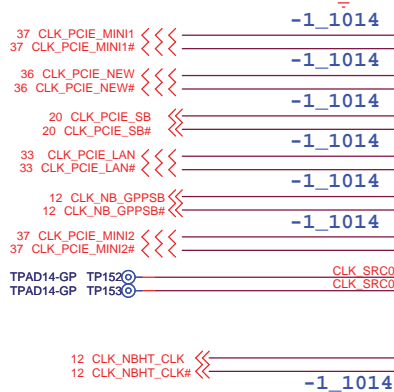 -1_1014
37 CLK_PCIE_MINI1
37 CLK_PCIE_MINI1#
-1_1014
36 CLK_PCIE_NEW
36 CLK_PCIE_NEW#
-1_1014
20 CLK_PCIE_SB
20 CLK_PCIE_SB#
-1_1014
33 CLK_PCIE_LAN
33 CLK_PCIE_LAN#
-1_1014
12 CLK_NB_GPPSB
12 CLK_NB_GPPSB#
-1_1014
37 CLK_PCIE_MINI2
37 CLK_PCIE_MINI2#
TPAD14-GP TP152 CLK_SRC0
TPAD14-GP TP153 CLK_SRC0
12 CLK_NBHT_CLK
12 CLK_NBHT_CLK#
-1_1014